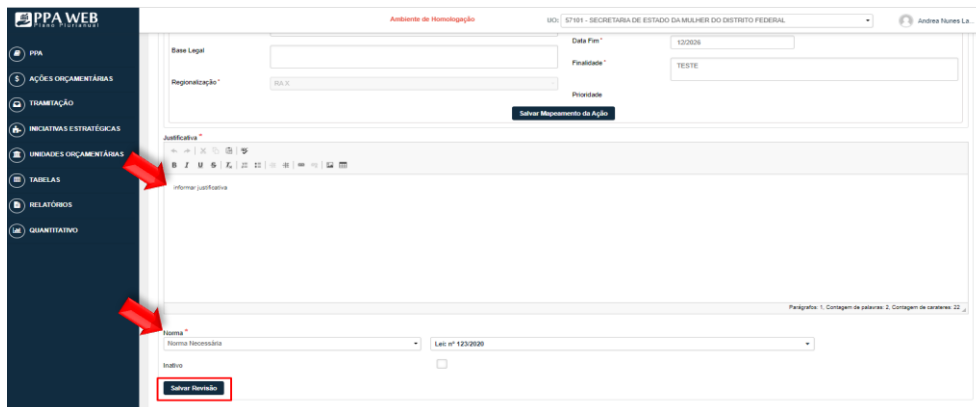 PPA WEB
Plano Plurianual
Ambiente de Homologação
UO: 57101 - SECRETARIA DE ESTADO DA MULHER DO DISTRITO FEDERAL
Andrea Nunes La...
PPA
AÇÕES ORÇAMENTÁRIAS
TRAMITAÇÃO
INICIATIVAS ESTRATÉGICAS
UNIDADES ORÇAMENTÁRIAS
TABELAS
RELATÓRIOS
QUANTITATIVO
Base Legal
Data Fim *
12/2026
Finalidade *
TESTE
Regionalização *
Prioridade
Salvar Mapeamento da Ação
Justificativa *
B I U S
informar justificativa
Parágrafos: 1, Contagem de palavras: 2, Contagem de carateres: 22
Norma *
Norma Necessária
Lei: nº 123/2020
Inativo
Salvar Revisão